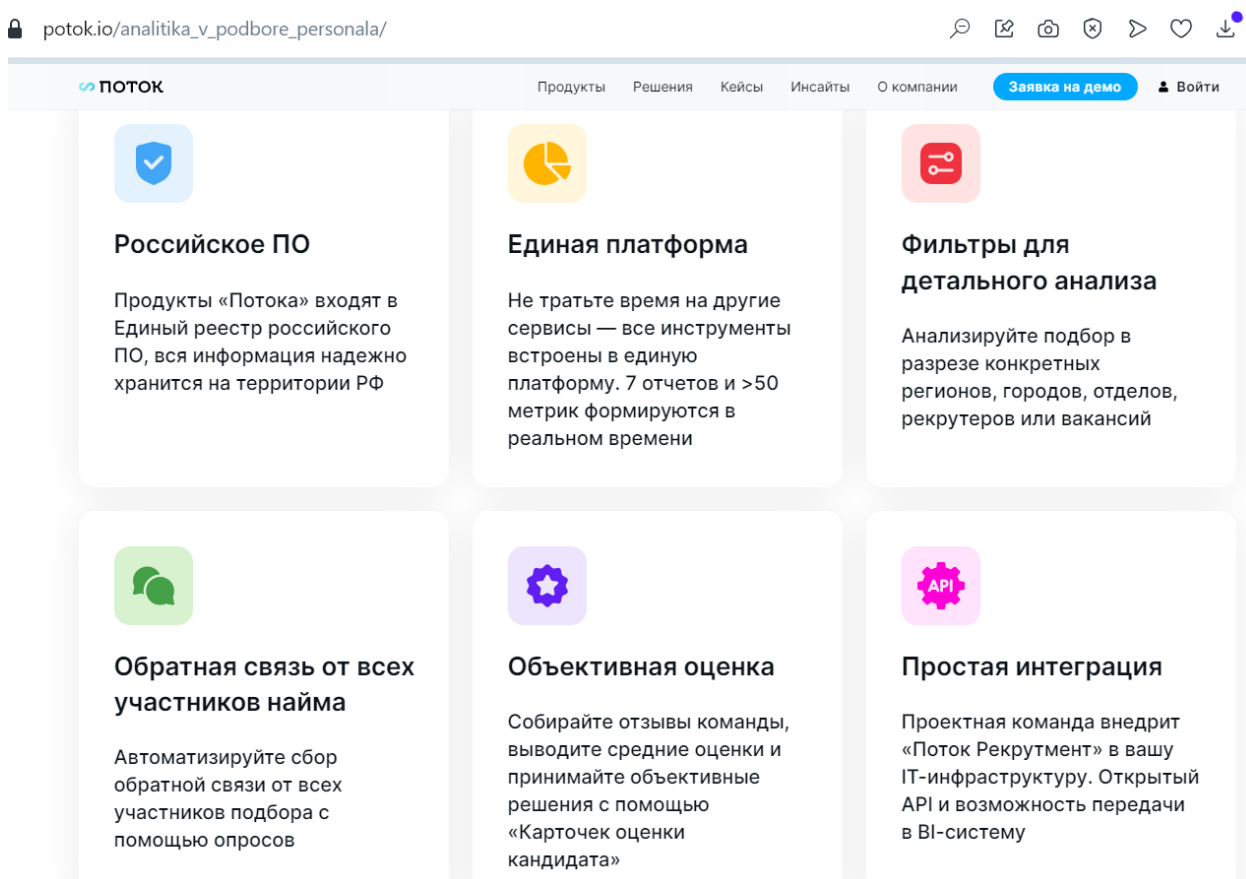 potok.io/analitika_v_podbore_personala/
ПОТОК
Продукты
Решения
Кейсы
Инсайты
О компании
Заявка на демо
Войти
Российское ПО
Продукты «Потока» входят в
Единый реестр российского
ПО, вся информация надежно
хранится на территории РФ
Единая платформа
Не тратьте время на другие
сервисы — все инструменты
встроены в единую
платформу. 7 отчетов и >50
метрик формируются в
реальном времени
Фильтры для
детального анализа
Анализируйте подбор в
разрезе конкретных
регионов, городов, отделов,
рекрутеров или вакансий
Обратная связь от всех
участников найма
Автоматизируйте сбор
обратной связи от всех
участников подбора с
помощью опросов
Объективная оценка
Собирайте отзывы команды,
выводите средние оценки и
принимайте объективные
решения с помощью
«Карточек оценки
кандидата»
API
Простая интеграция
Проектная команда внедрит
«Поток Рекрутмент» в вашу
IT-инфраструктуру. Открытый
API и возможность передачи
в BI-систему